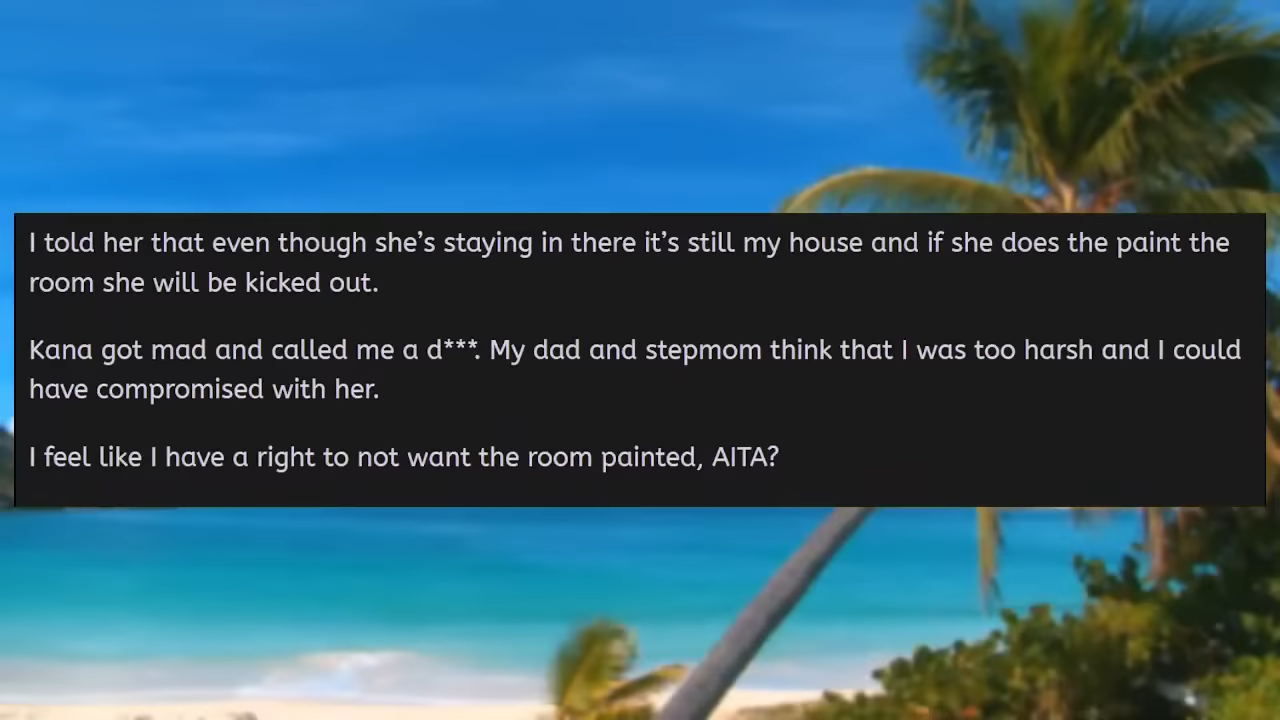 I told her that even though she’s staying in there it’s still my house and if she does the paint the
room she will be kicked out.
Kana got mad and called me a d***. My dad and stepmom think that I was too harsh and I could
have compromised with her.
I feel like I have a right to not want the room painted, AITA?